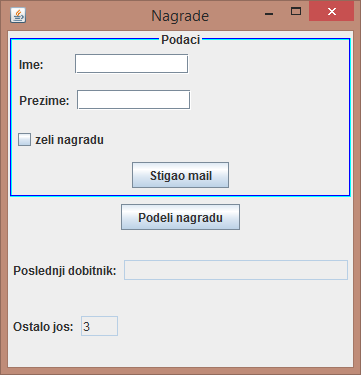 Nagrade
Podaci
Ime:
Prezime:
zeli nagradu
Stigao mail
Podeli nagradu
Poslednji dobitnik:
Ostalo jos: 3